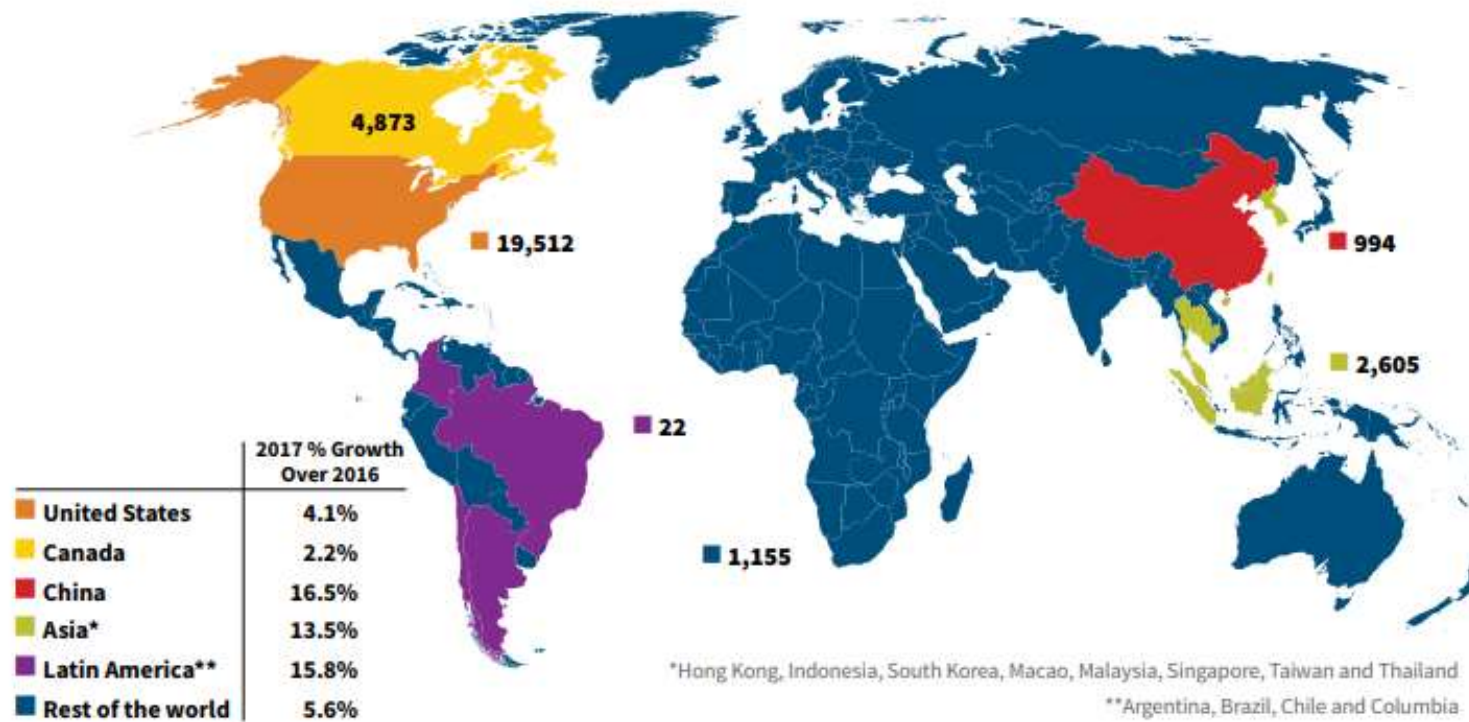 4,873
19,512
994
2,605
22
1,155
2017 % Growth
Over 2016
United States 4.1%
Canada 2.2%
China 16.5%
Asia* 13.5%
Latin America** 15.8%
Rest of the world 5.6%
*Hong Kong, Indonesia, South Korea, Macao, Malaysia, Singapore, Taiwan and Thailand
**Argentina, Brazil, Chile and Columbia